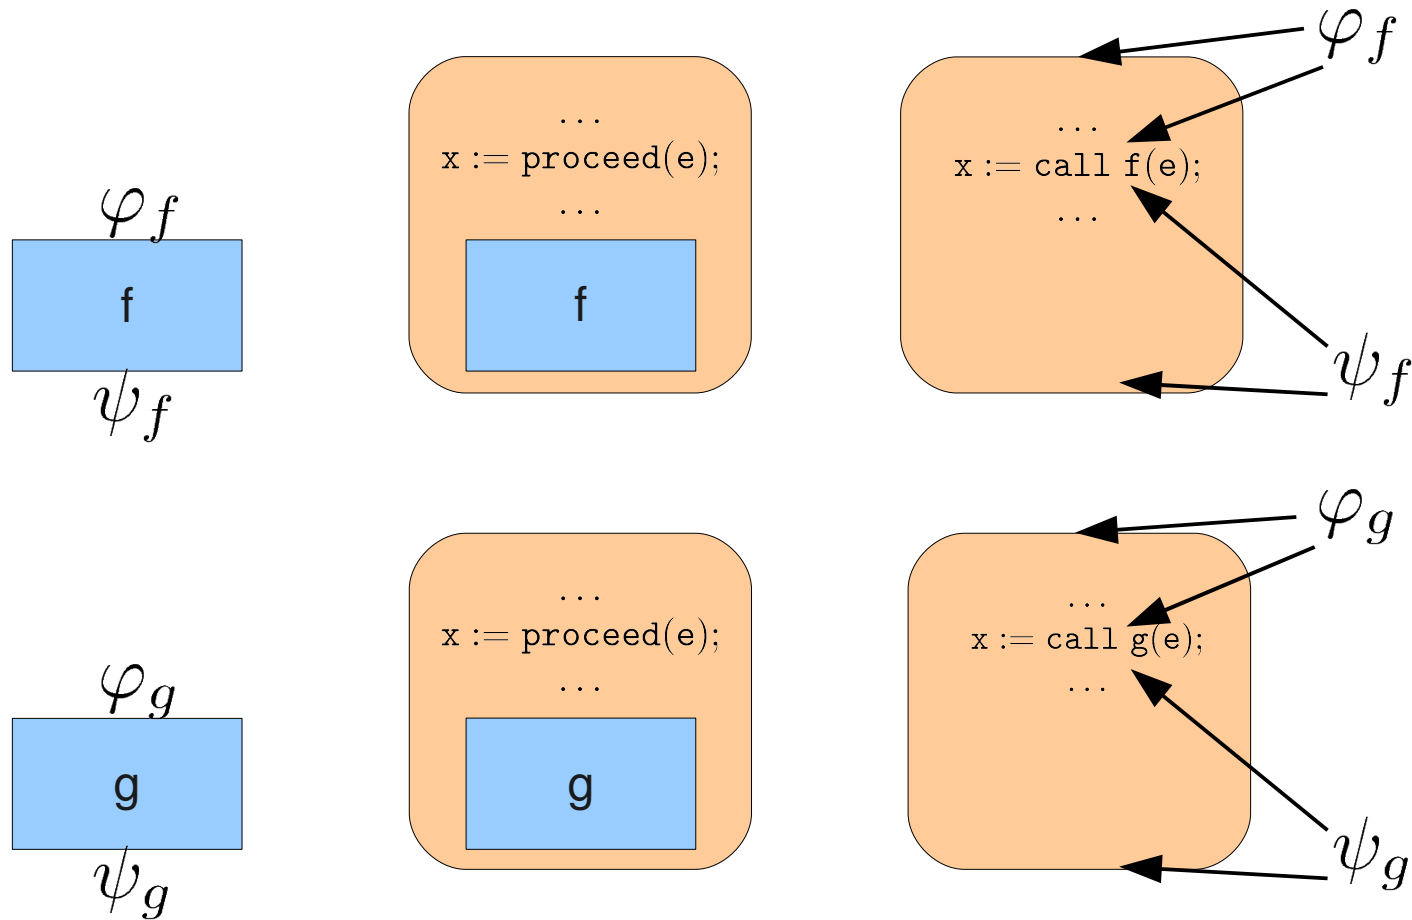 φf
ψf
f
...
x := proceed(e);
...
f
φf
...
x := call f(e);
...
ψf
φg
g
ψg
...
x := proceed(e);
...
g
φg
...
x := call g(e);
...
ψg